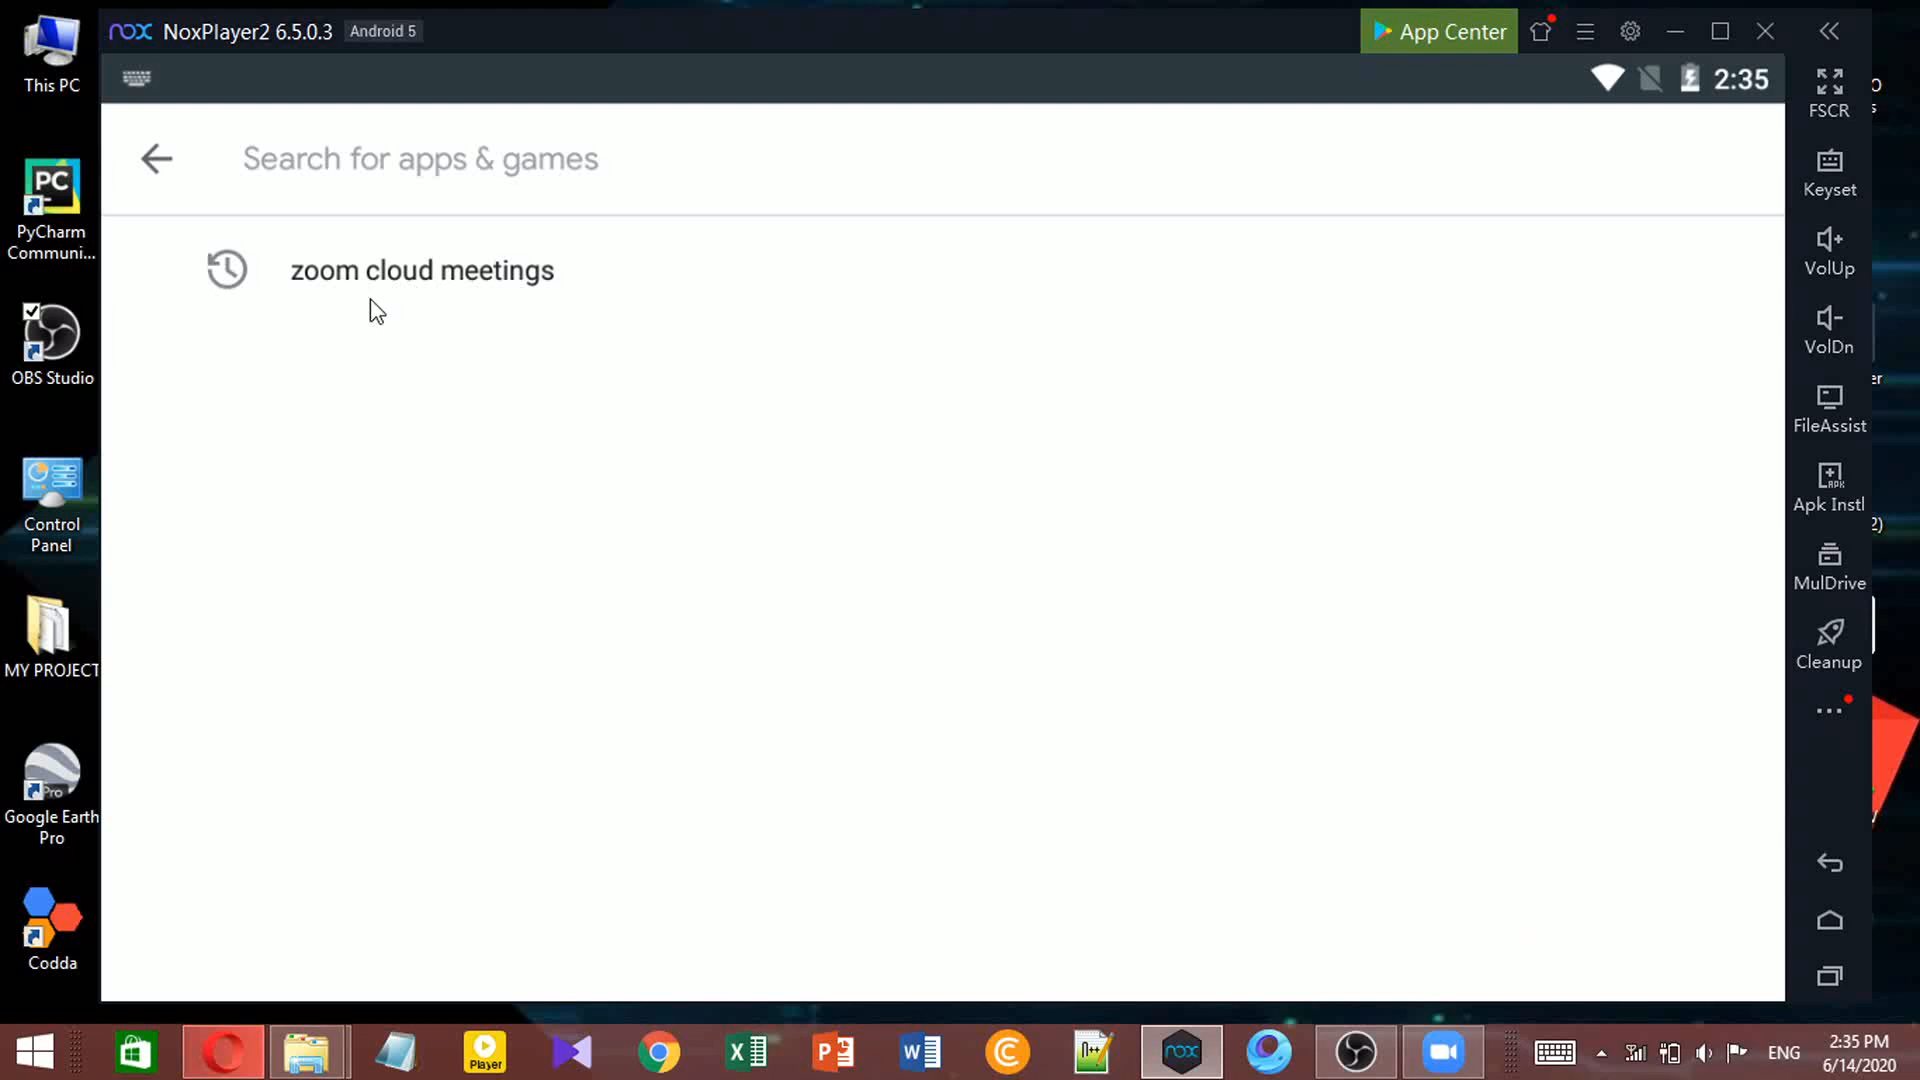 This PC
PyCharm
Communi...
OBS Studio
Control
Panel
MY PROJECT
Google Earth
Pro
Codda
nox NoxPlayer2 6.5.0.3 Android 5
App Center
2:35
Search for apps & games
zoom cloud meetings
FSCR
Keyset
VolUp
VolDn
FileAssist
Apk Instl
MulDrive
Cleanup
Player
nox
ENG
2:35 PM
6/14/2020